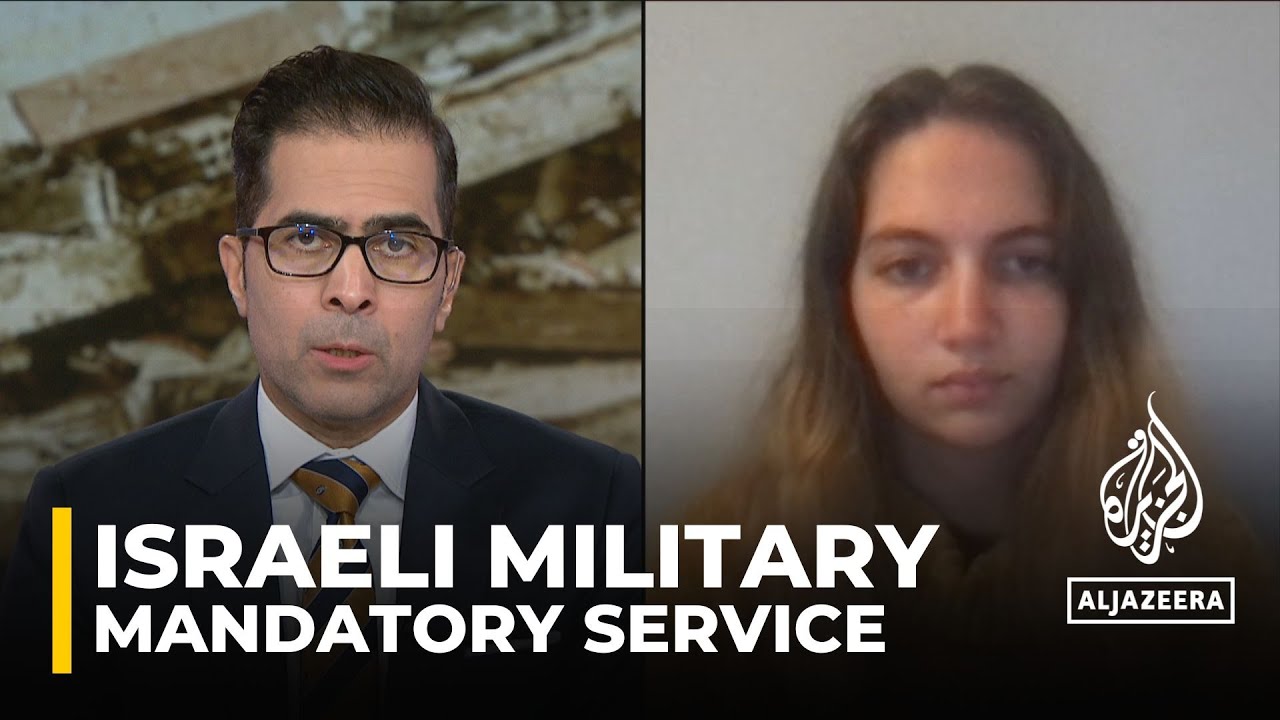 ISRAELI MILITARY
MANDATORY SERVICE
الجزيرة
ALJAZEERA